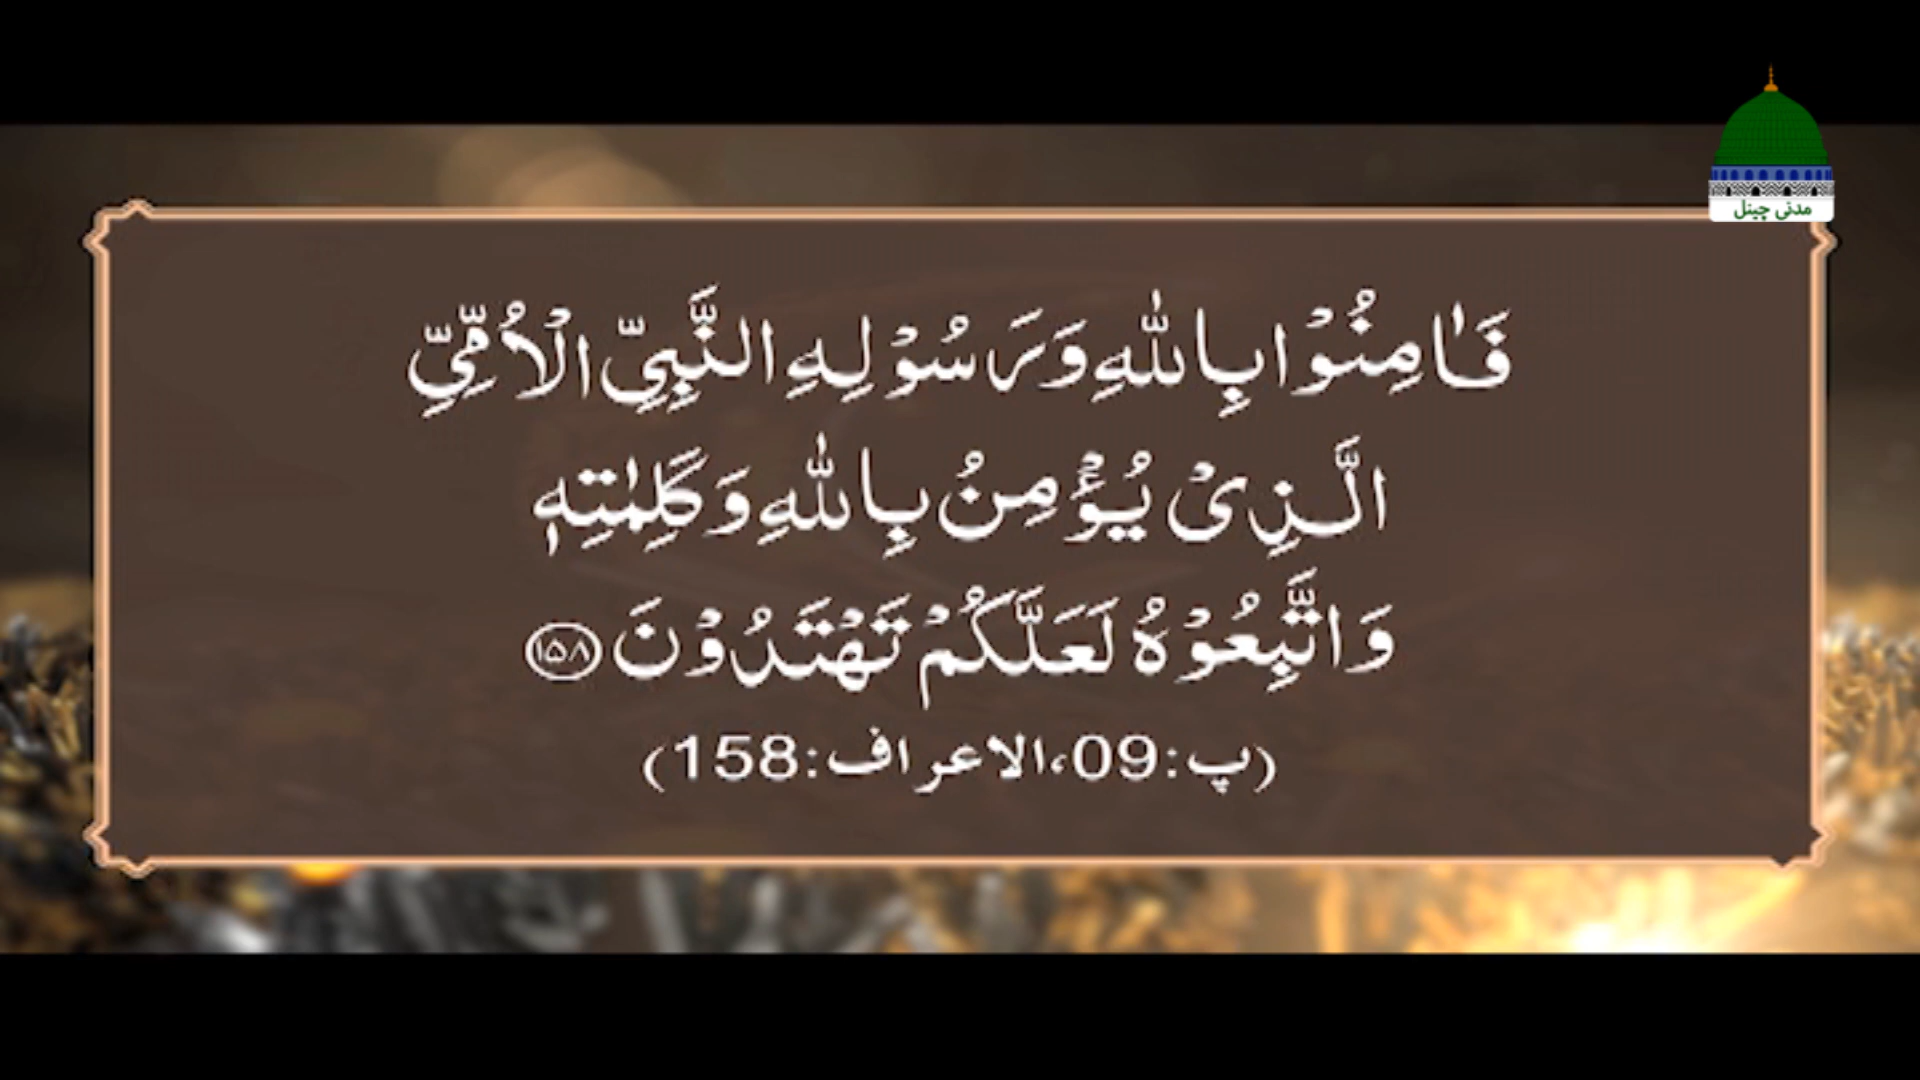 مدنی چینل
فَاٰمِنُوْا بِاللّٰهِ وَرَسُوْلِهِ النَّبِیِّ الْاُمِّیِّ
الَّذِیْ یُؤْمِنُ بِاللّٰهِ وَكَلِمٰتِهٖ
وَاتَّبِعُوْهُ لَعَلَّكُمْ تَهْتَدُوْنَ ﴿۱۵۸﴾
(پ:09،الاعراف:158)